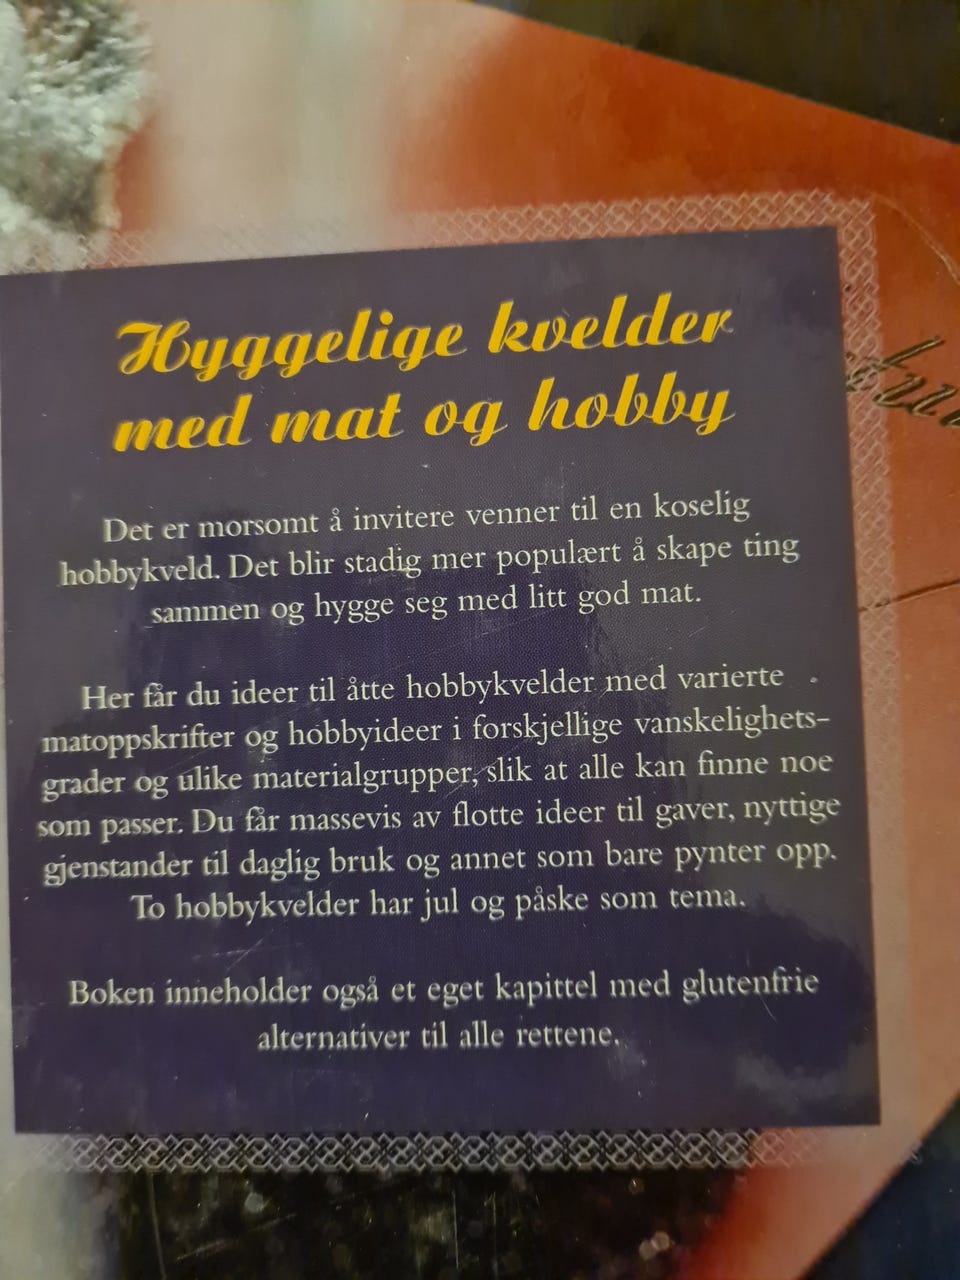 Hyggelige kvelder
med mat og hobby
Det er morsomt å invitere venner til en koselig
hobbykveld. Det blir stadig mer populært å skape ting
sammen og hygge seg med litt god mat.
Her får du ideer til åtte hobbykvelder med varierte
matoppskrifter og hobbyideer i forskjellige vanskelighets-
grader og ulike materialgrupper, slik at alle kan finne noe
som passer. Du får massevis av flotte ideer til gaver, nyttige
gjenstander til daglig bruk og annet som bare pynter opp.
To hobbykvelder har jul og påske som tema.
Boken inneholder også et eget kapittel med glutenfrie
alternativer til alle rettene.